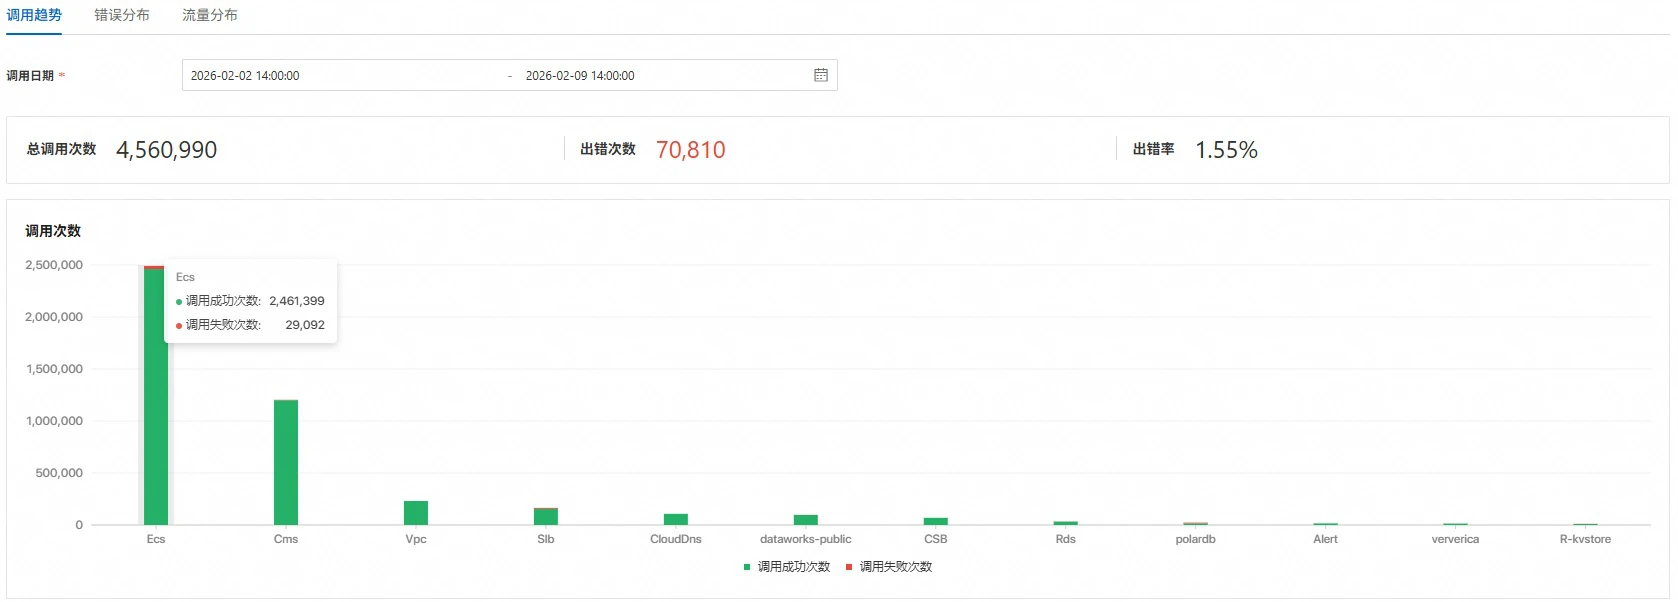 调用趋势 错误分布 流量分布
调用日期 * 2026-02-02 14:00:00 - 2026-02-09 14:00:00
总调用次数 4,560,990 出错次数 70,810 出错率 1.55%
调用次数
2,500,000
2,000,000
1,500,000
1,000,000
500,000
0
Ecs
调用成功次数: 2,461,399
调用失败次数: 29,092
Ecs Cms Vpc Slb CloudDns dataworks-public CSB Rds polardb Alert ververica R-kvstore
调用成功次数 调用失败次数